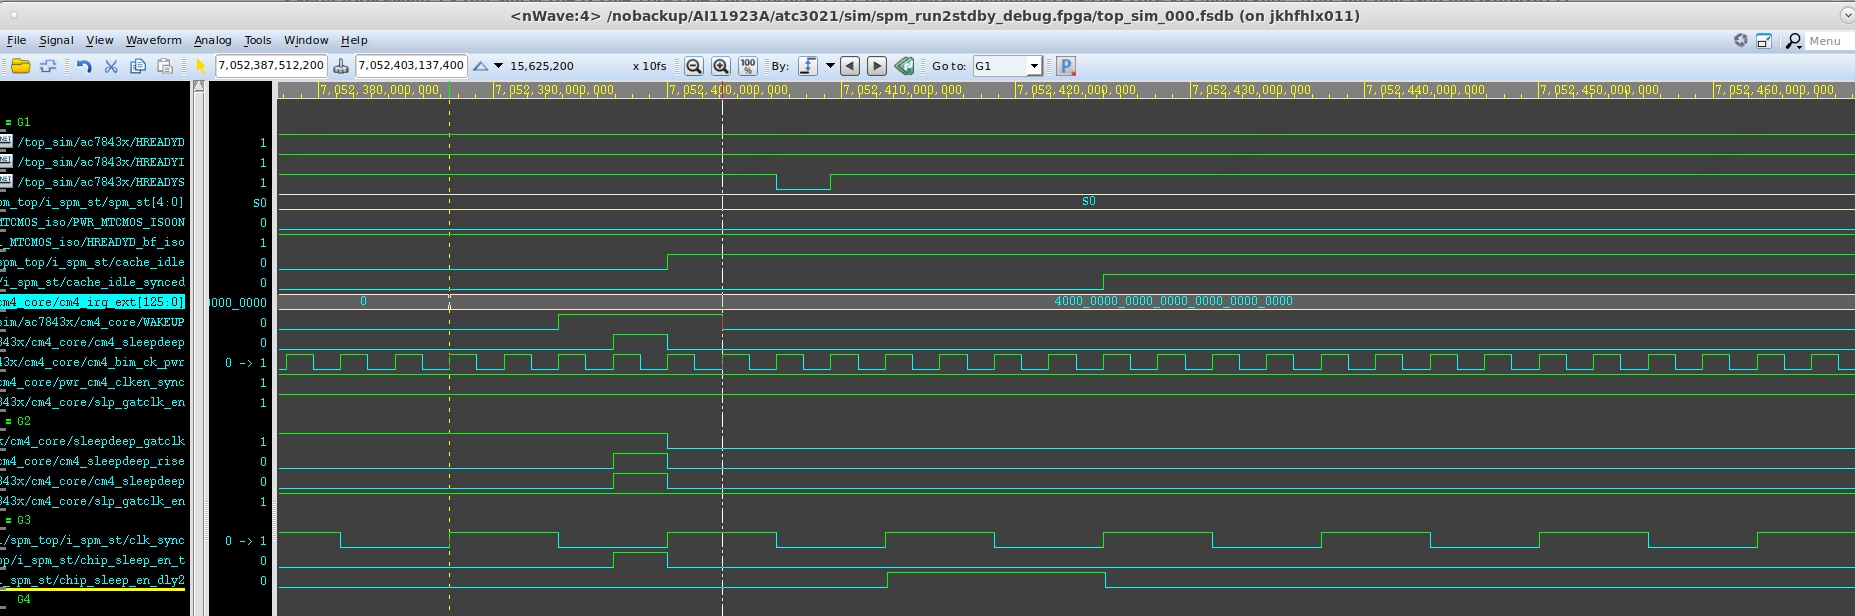 <nWave:4> /nobackup/AI11923A/atc3021/sim/spm_run2stdby_debug.fpga/top_sim_000.fsdb (on jkhfhlx011)
File Signal View Waveform Analog Tools Window Help
Menu
7,052,387,512,200 7,052,403,137,400 15,625,200 x 10fs 100 % By: Go to: G1 P
7,052,380,000,000 7,052,390,000,000 7,052,400,000,000 7,052,410,000,000 7,052,420,000,000 7,052,430,000,000 7,052,440,000,000 7,052,450,000,000 7,052,460,000,000
= G1
NET /top_sim/ac7843x/HREADYD 1
NET /top_sim/ac7843x/HREADYI 1
NET /top_sim/ac7843x/HREADYS 1
pm_top/i_spm_st/spm_st[4:0] S0 S0
MTCMOS_iso/PWR_MTCMOS_ISOON 0
_MTCMOS_iso/HREADYD_bf_iso 1
spm_top/i_spm_st/cache_idle 0
/i_spm_st/cache_idle_synced 0
cm4_core/cm4_irq_ext[125:0] 0000_0000 0 4000_0000_0000_0000_0000_0000_0000
sim/ac7843x/cm4_core/WAKEUP 0
843x/cm4_core/cm4_sleepdeep 0
43x/cm4_core/cm4_bim_ck_pwr 0 -> 1
cm4_core/pwr_cm4_clken_sync 1
843x/cm4_core/slp_gatclk_en 1
= G2
x/cm4_core/sleepdeep_gatclk 1
cm4_core/cm4_sleepdeep_rise 0
843x/cm4_core/cm4_sleepdeep 0
843x/cm4_core/slp_gatclk_en 1
= G3
/spm_top/i_spm_st/clk_sync 0 -> 1
op/i_spm_st/chip_sleep_en_t 0
_spm_st/chip_sleep_en_dly2 0
G4